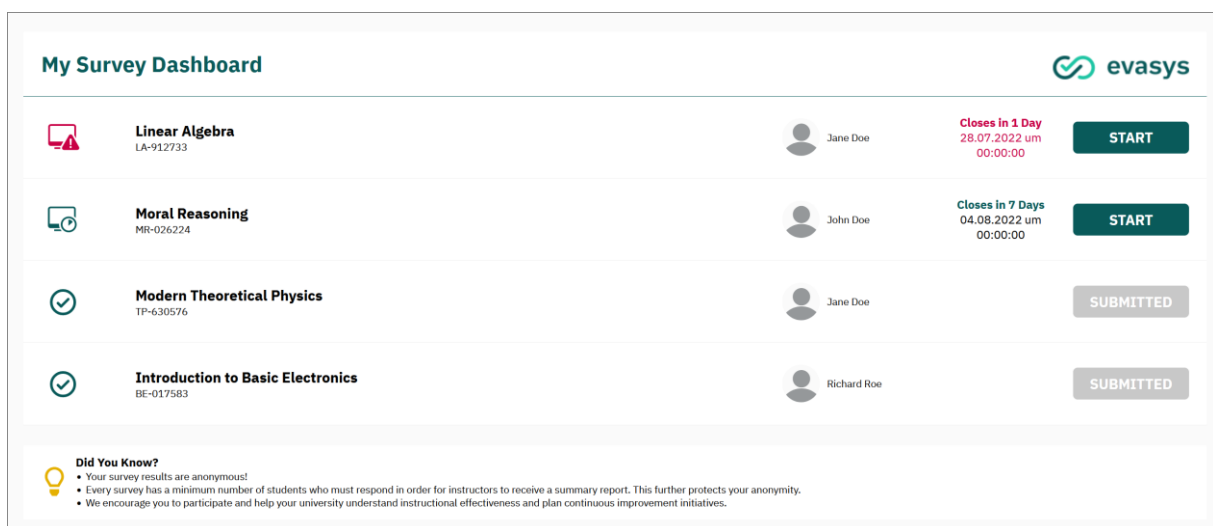 My Survey Dashboard
evasys
Linear Algebra
LA-912733
Jane Doe
Closes in 1 Day
28.07.2022 um
00:00:00
START
Moral Reasoning
MR-026224
John Doe
Closes in 7 Days
04.08.2022 um
00:00:00
START
Modern Theoretical Physics
TP-630576
Jane Doe
SUBMITTED
Introduction to Basic Electronics
BE-017583
Richard Roe
SUBMITTED
Did You Know?
• Your survey results are anonymous!
• Every survey has a minimum number of students who must respond in order for instructors to receive a summary report. This further protects your anonymity.
• We encourage you to participate and help your university understand instructional effectiveness and plan continuous improvement initiatives.